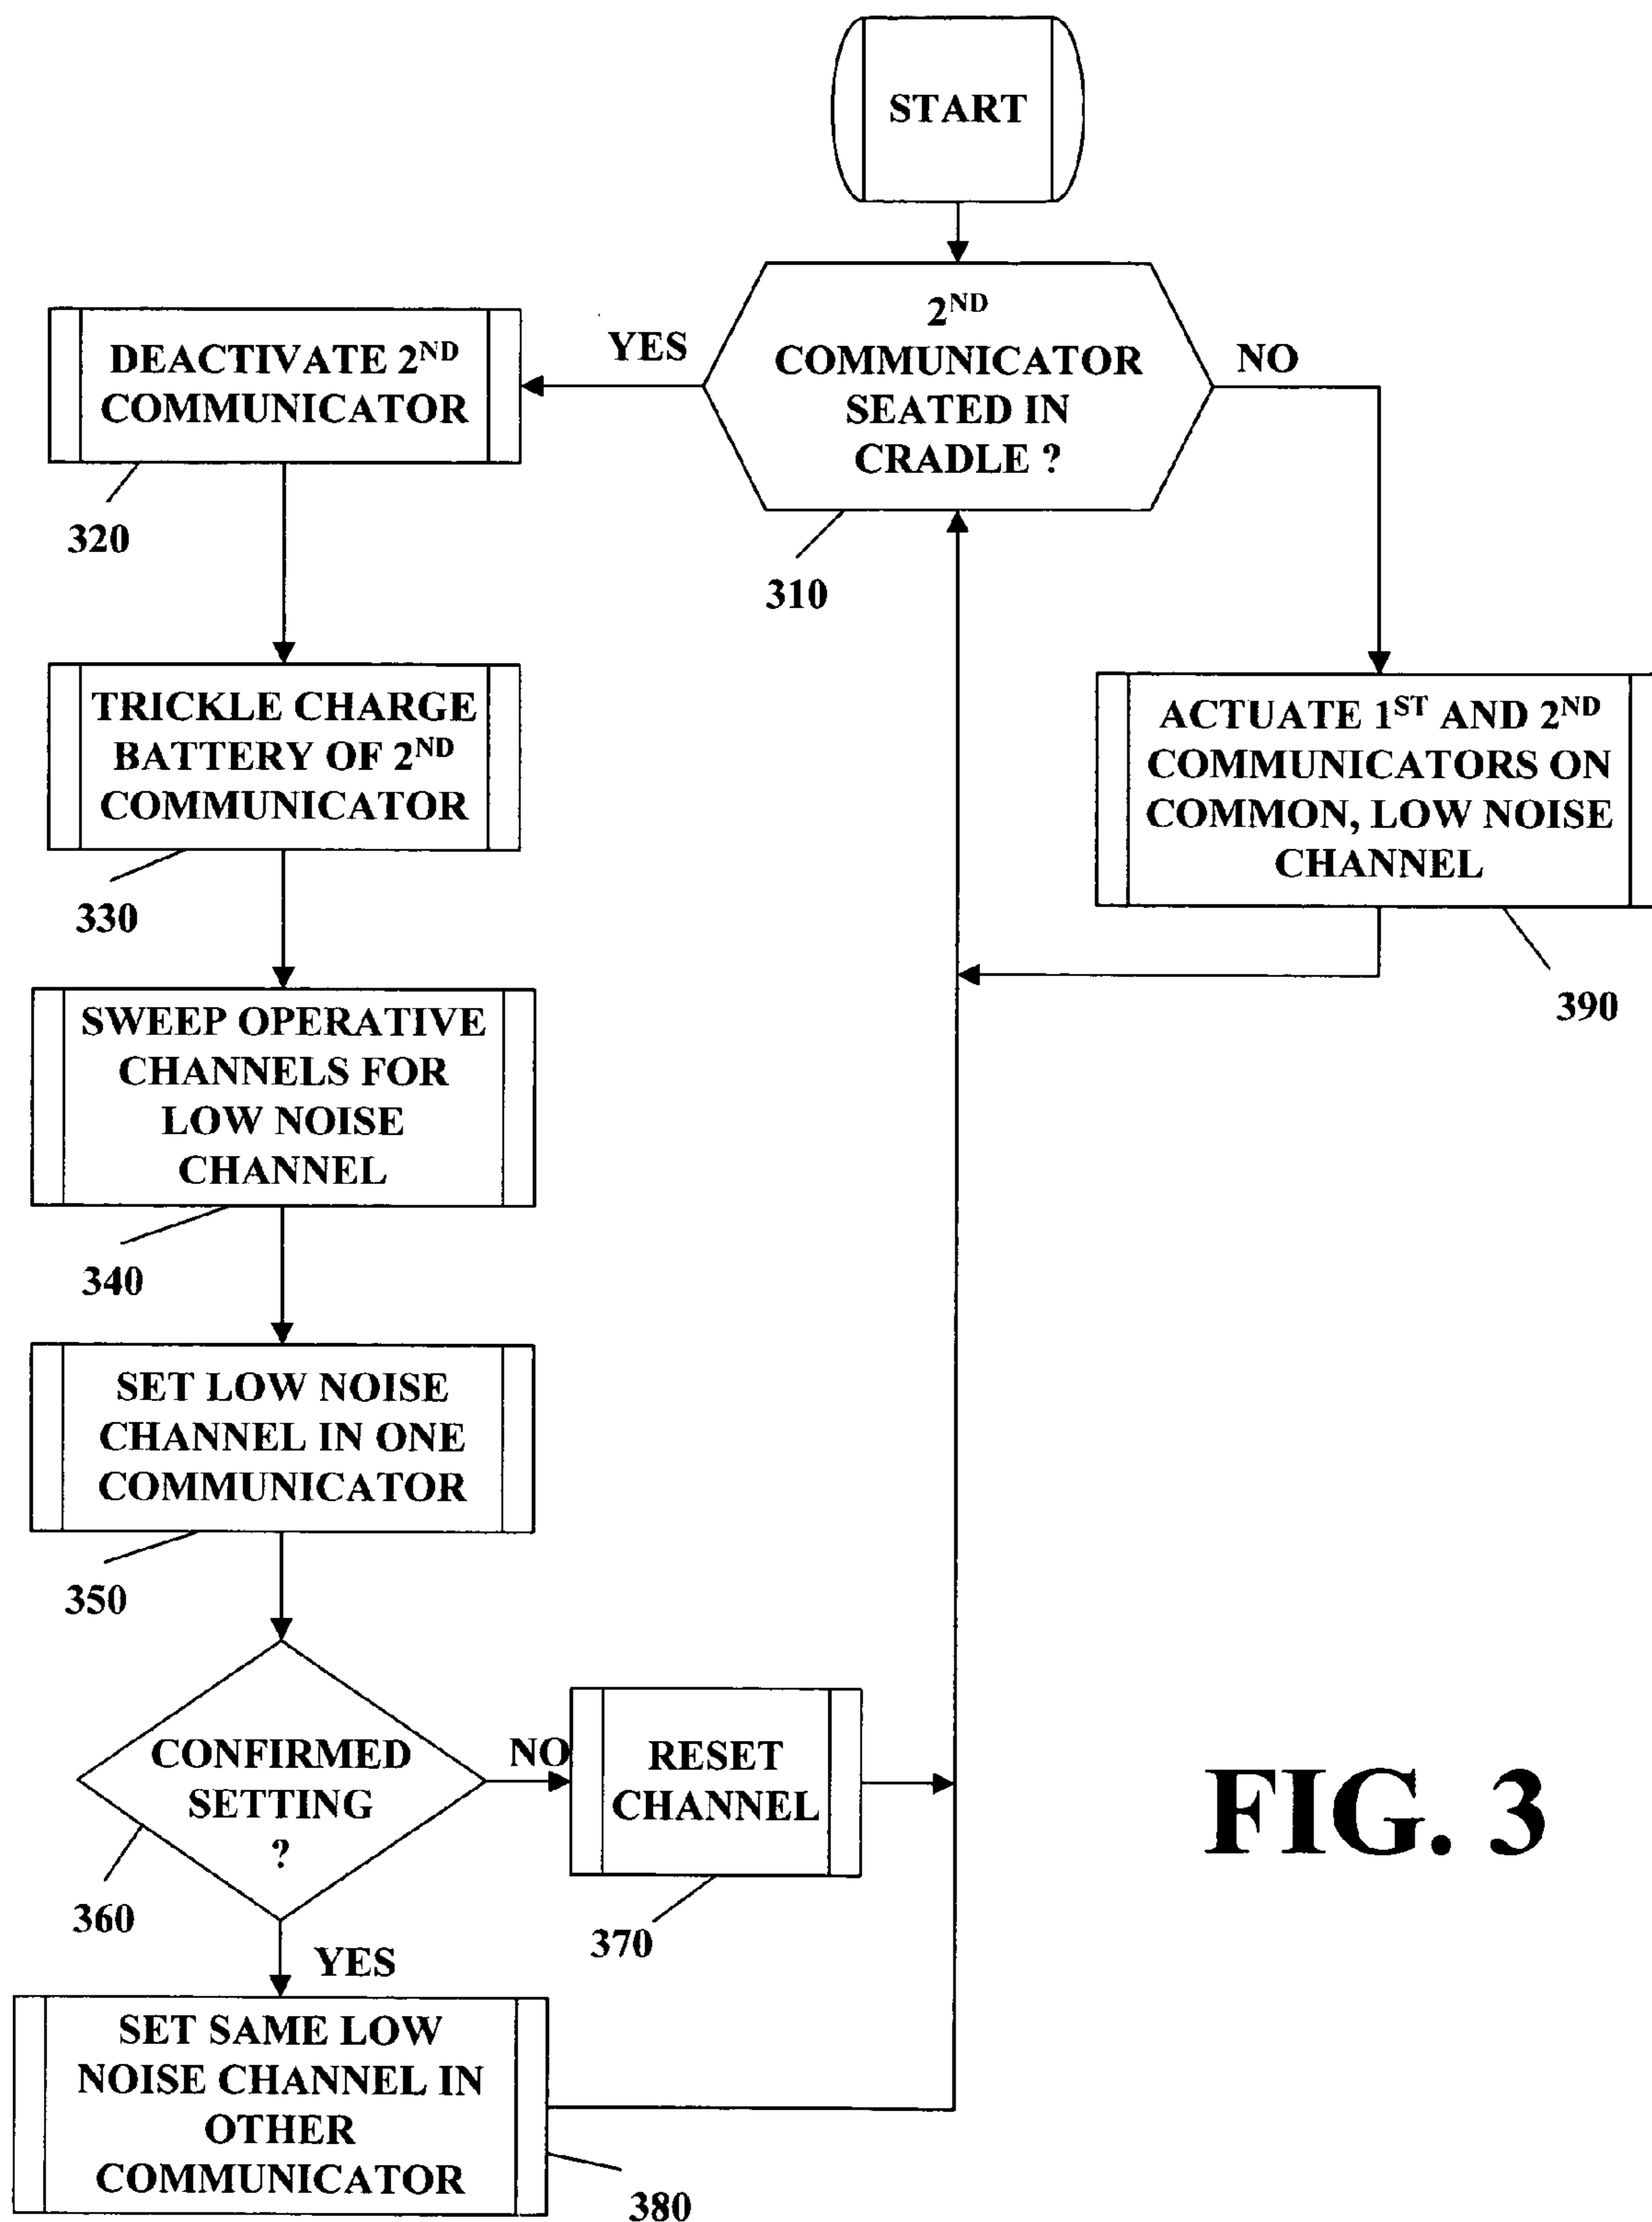 START
2ND
COMMUNICATOR
SEATED IN
CRADLE ?
310
YES
NO
DEACTIVATE 2ND
COMMUNICATOR
320
TRICKLE CHARGE
BATTERY OF 2ND
COMMUNICATOR
330
ACTUATE 1ST AND 2ND
COMMUNICATORS ON
COMMON, LOW NOISE
CHANNEL
390
SWEEP OPERATIVE
CHANNELS FOR
LOW NOISE
CHANNEL
340
SET LOW NOISE
CHANNEL IN ONE
COMMUNICATOR
350
CONFIRMED
SETTING
?
360
NO
RESET
CHANNEL
370
YES
SET SAME LOW
NOISE CHANNEL IN
OTHER
COMMUNICATOR
380
FIG. 3